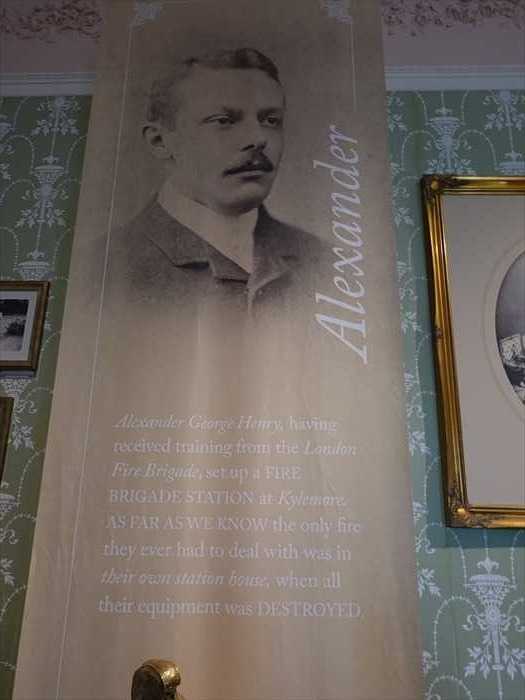 Alexander
Alexander George Henry, having
received training from the London
Fire Brigade, set up a FIRE
BRIGADE STATION at Kylemore.
AS FAR AS WE KNOW the only fire
they ever had to deal with was in
their own station house, when all
their equipment was DESTROYED.